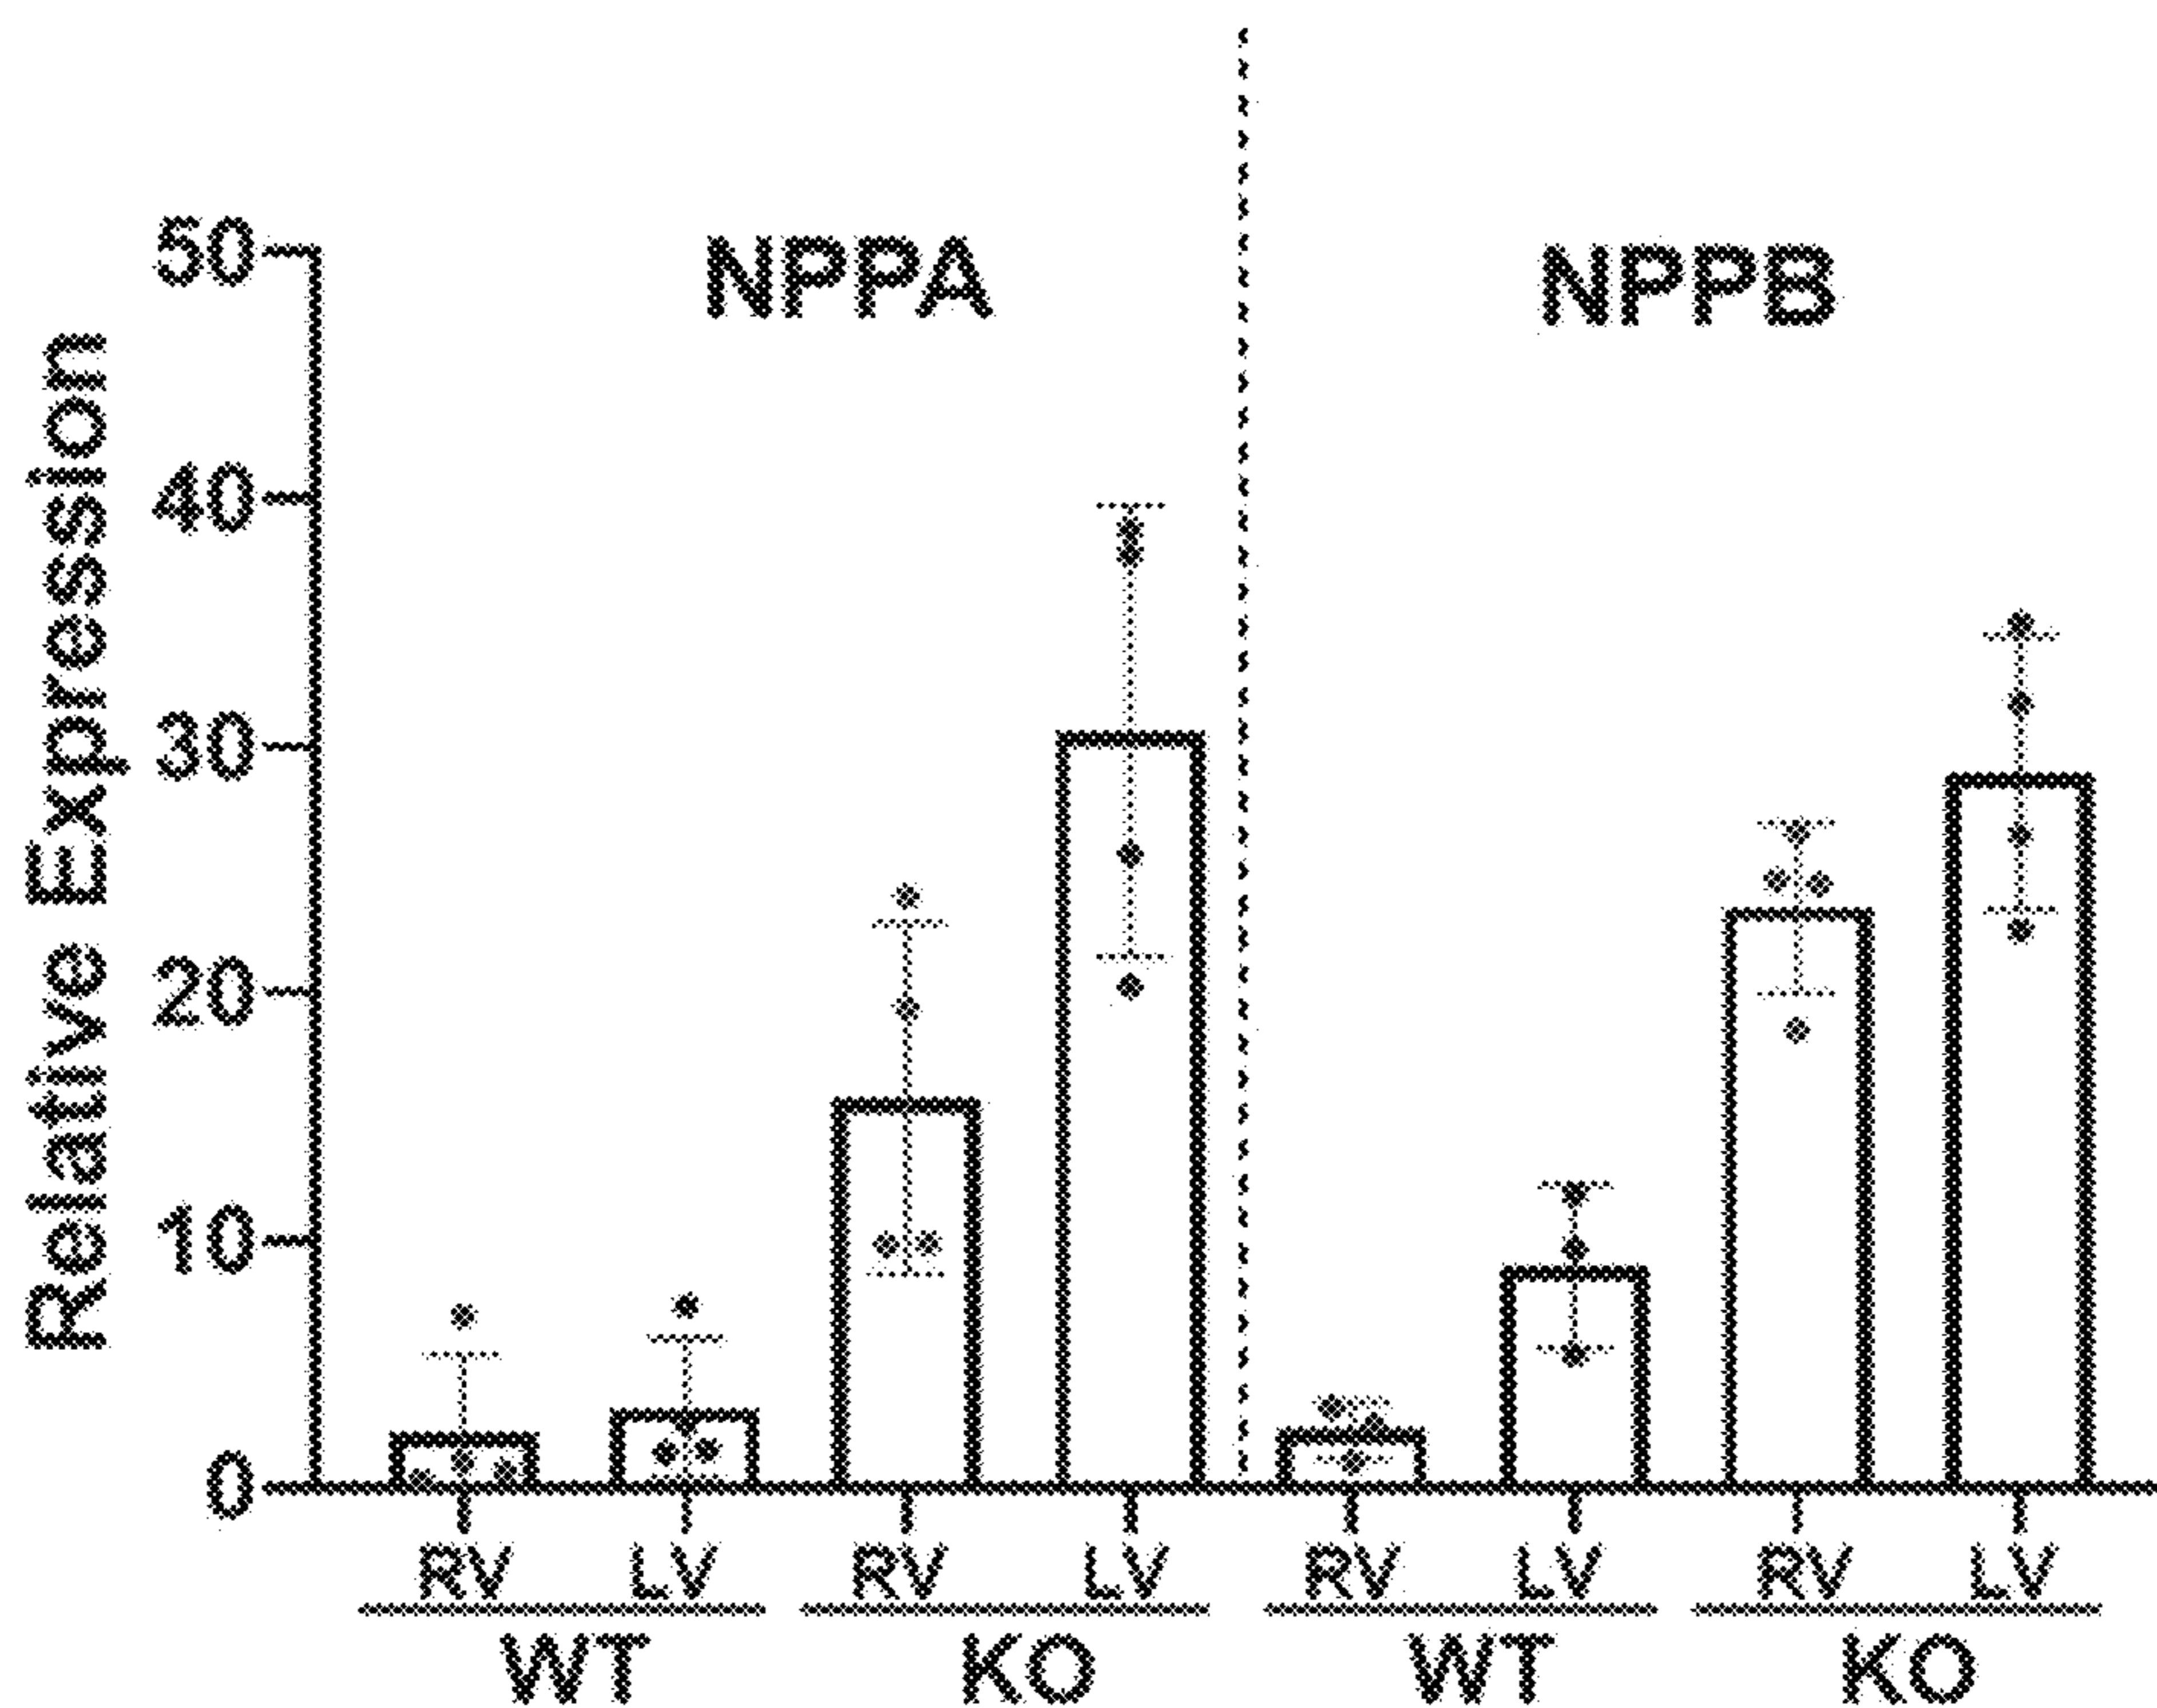 NPPA NPPB
Relative Expression
50
40
30
20
10
0
RV LV RV LV RV LV RV LV
WT KO WT KO